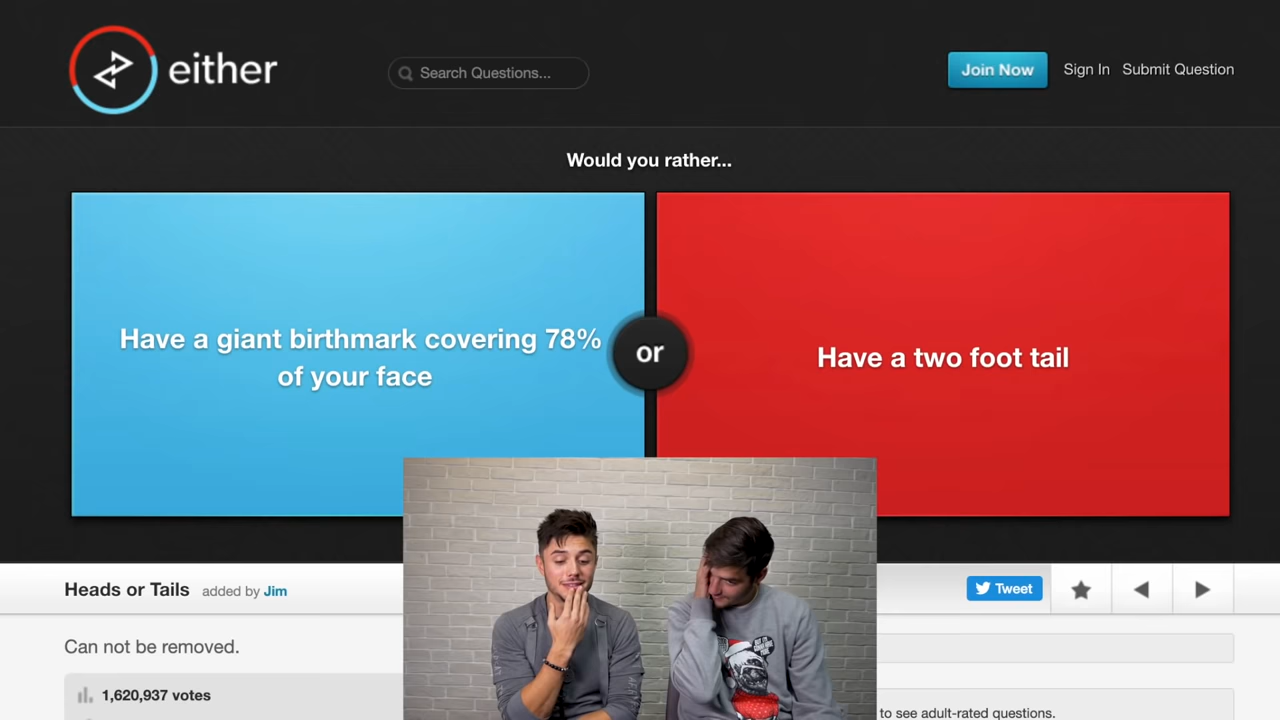 either
Search Questions...
Join Now
Sign In
Submit Question
Would you rather...
Have a giant birthmark covering 78%
of your face
or
Have a two foot tail
Heads or Tails added by Jim
Tweet
Can not be removed.
1,620,937 votes
to see adult-rated questions.